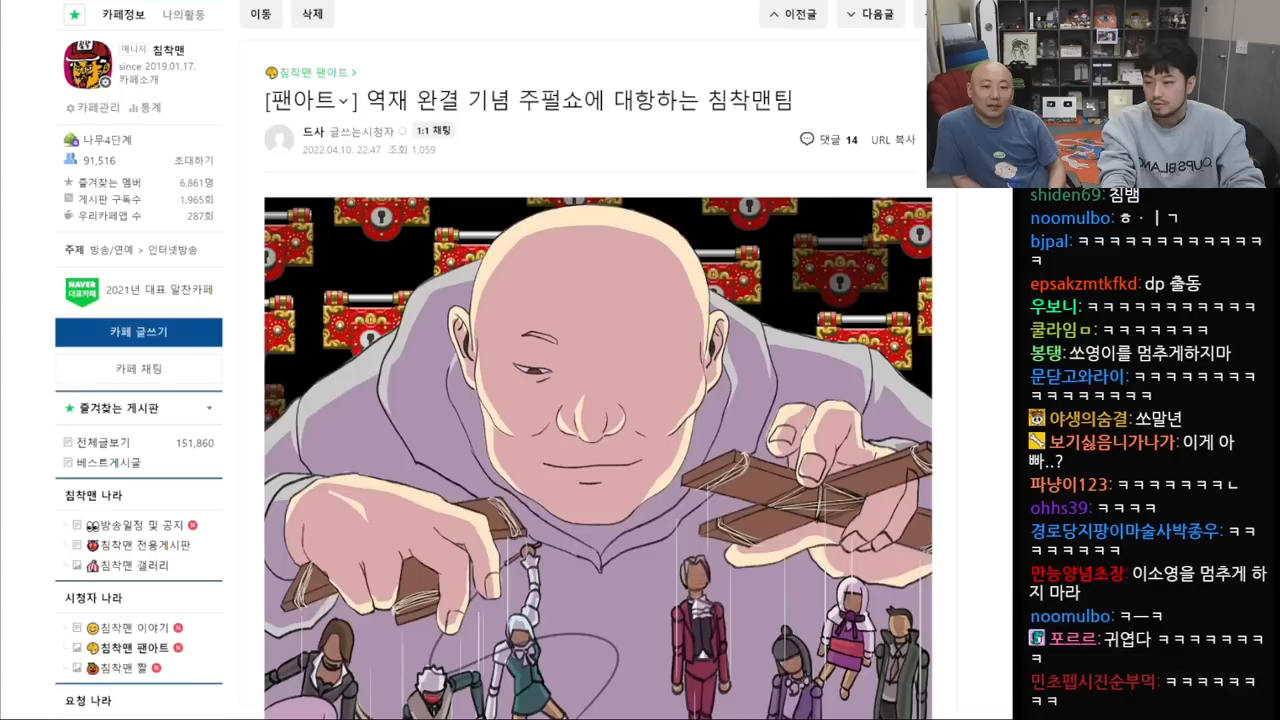 카페정보 나의활동
매니저 침착맨
since 2019.01.17.
카페소개
카페관리 통계
나무4단계
91,516 초대하기
즐겨찾는 멤버 6,861명
게시판 구독수 1,965회
우리카페앱 수 287회
주제 방송/연예 > 인터넷방송
NAVER
대표카페
2021년 대표 알찬카페
카페 글쓰기
카페 채팅
즐겨찾는 게시판
전체글보기 151,860
베스트게시글
침착맨 나라
방송일정 및 공지 N
침착맨 전용게시판
침착맨 갤러리
시청자 나라
침착맨 이야기 N
침착맨 팬아트 N
침착맨 짤 N
요청 나라
이동 삭제 이전글 다음글
침착맨 팬아트 >
[팬아트] 역재 완결 기념 주펄쇼에 대항하는 침착맨팀
드사 글쓰는시청자 1:1 채팅
2022.04.10. 22:47 조회 1,059
댓글 14 URL 복사
shiden69: 침뱀
noomulbo: ㅎㆍㅣㄱ
bjpal: ㅋㅋㅋㅋㅋㅋㅋㅋㅋㅋㅋㅋ
ㅋ
epsakzmtkfkd: dp 출동
우보니: ㅋㅋㅋㅋㅋㅋㅋㅋㅋㅋㅋ
쿨라임ㅁ: ㅋㅋㅋㅋㅋㅋㅋ
봉탱: 쏘영이를 멈추게하지마
문닫고와라이: ㅋㅋㅋㅋㅋㅋㅋㅋ
ㅋㅋㅋㅋㅋㅋㅋㅋ
야생의숨결: 쏘말년
보기싫음니가나가: 이게 아
빠..?
파냥이123: ㅋㅋㅋㅋㅋㅋㅋㄴ
ohhs39: ㅋㅋㅋㅋ
경로당지팡이마술사박종우: ㅋㅋ
ㅋㅋㅋㅋㅋㅋ
만능양념초장: 이소영을 멈추게 하
지 마라
noomulbo: ㅋㅡㅋ
포르르: 귀엽다 ㅋㅋㅋㅋㅋㅋㅋ
ㅋ
민초펩시진순부먹: ㅋㅋㅋㅋㅋㅋ
ㅋㅋ